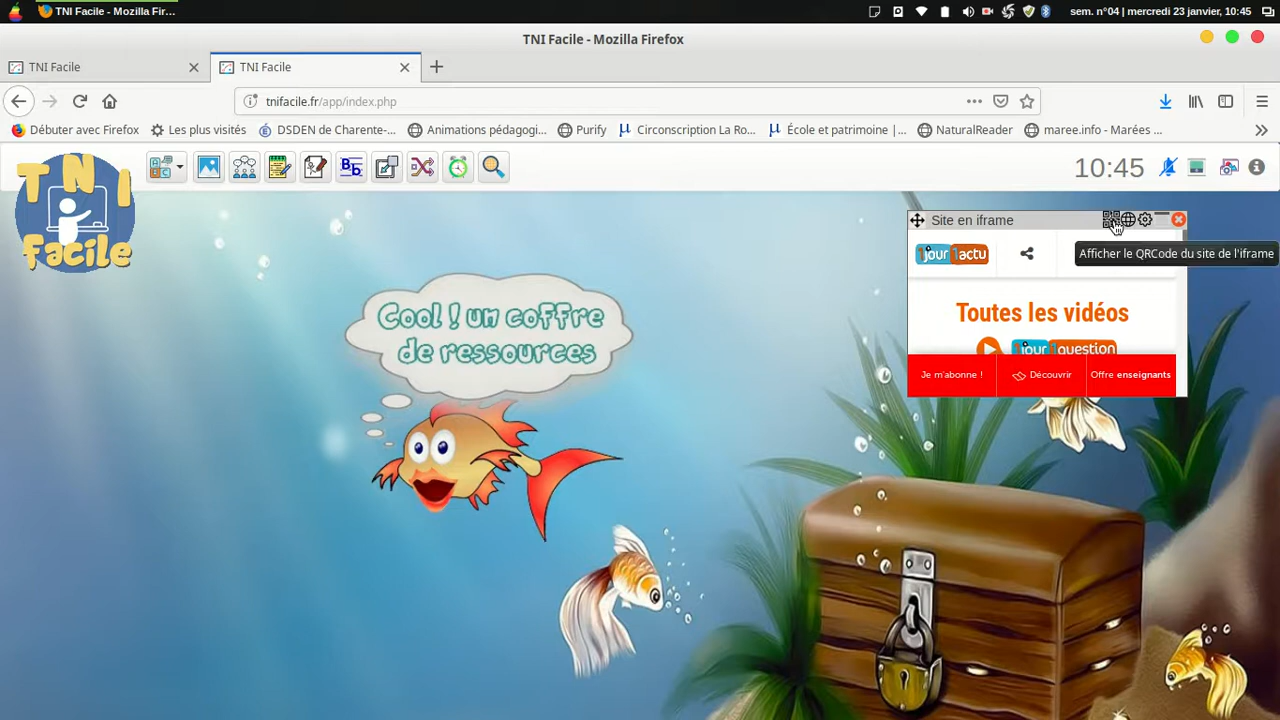 TNI Facile - Mozilla Fir...
sem. n°04 | mercredi 23 janvier, 10:45
TNI Facile - Mozilla Firefox
TNI Facile
TNI Facile
tnifacile.fr/app/index.php
Débuter avec Firefox
Les plus visités
DSDEN de Charente-...
Animations pédagogi...
Purify
Circonscription La Ro...
École et patrimoine |...
NaturalReader
maree.info - Marées ...
TNI
facile
Bb
10:45
Site en iframe
1jour1actu
Afficher le QRCode du site de l'iframe
Toutes les vidéos
1jour1question
Je m'abonne !
Découvrir
Offre enseignants
Cool ! un coffre
de ressources